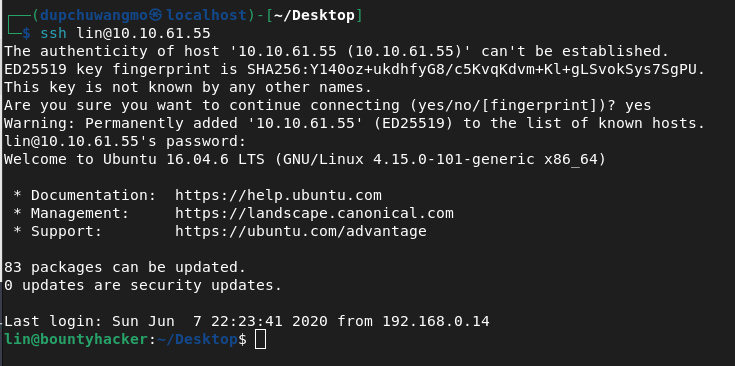 ┌──(dupchuwangmo㉿localhost)-[~/Desktop]
└─$ ssh lin@10.10.61.55
The authenticity of host '10.10.61.55 (10.10.61.55)' can't be established.
ED25519 key fingerprint is SHA256:Y140oz+ukdhfyG8/c5KvqKdvm+Kl+gLSvokSys7SgPU.
This key is not known by any other names.
Are you sure you want to continue connecting (yes/no/[fingerprint])? yes
Warning: Permanently added '10.10.61.55' (ED25519) to the list of known hosts.
lin@10.10.61.55's password:
Welcome to Ubuntu 16.04.6 LTS (GNU/Linux 4.15.0-101-generic x86_64)

 * Documentation:  https://help.ubuntu.com
 * Management:     https://landscape.canonical.com
 * Support:        https://ubuntu.com/advantage

83 packages can be updated.
0 updates are security updates.

Last login: Sun Jun  7 22:23:41 2020 from 192.168.0.14
lin@bountyhacker:~/Desktop$